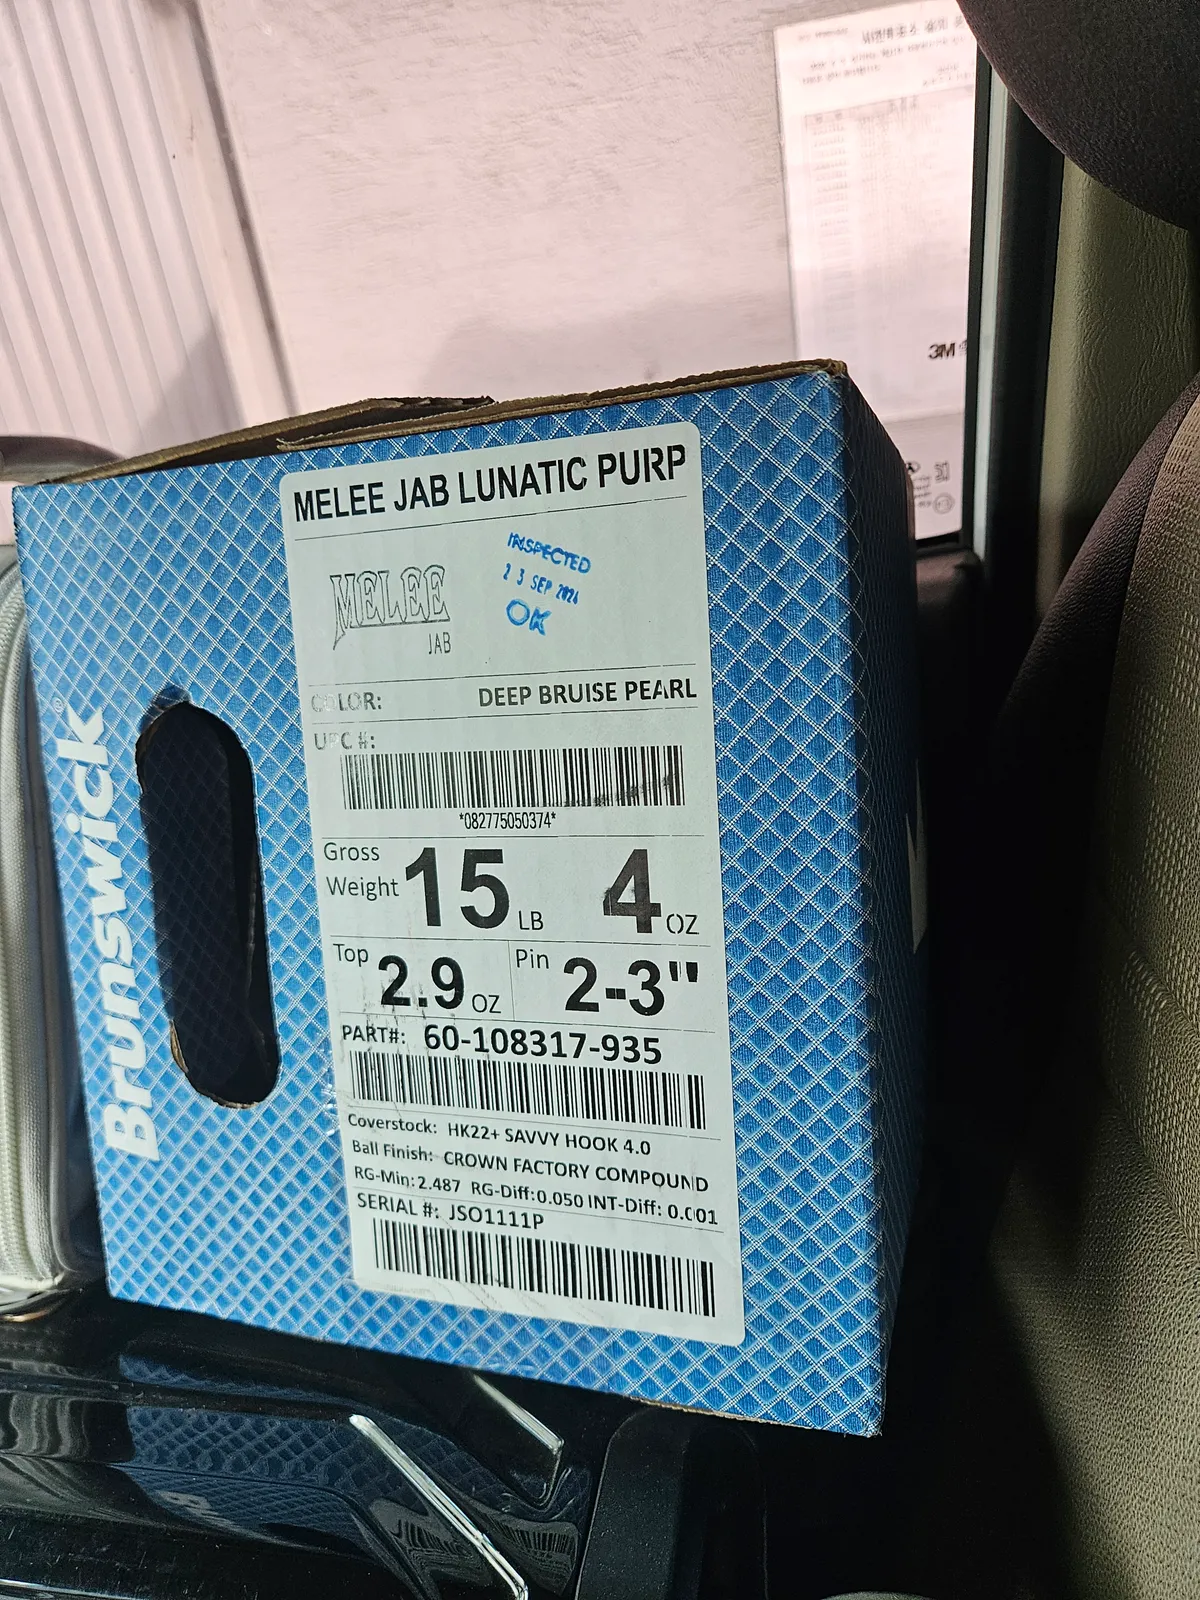 MELEE JAB LUNATIC PURP
MELEE
JAB
INSPECTED
23 SEP 2024
OK
COLOR: DEEP BRUISE PEARL
UPC #:
*082775050374*
Gross Weight 15 LB 4 OZ
Top 2.9 OZ Pin 2-3"
PART#: 60-108317-935
Coverstock: HK22+ SAVVY HOOK 4.0
Ball Finish: CROWN FACTORY COMPOUND
RG-Min:2.487 RG-Diff:0.050 INT-Diff: 0.001
SERIAL #: JSO1111P
Brunswick
3M